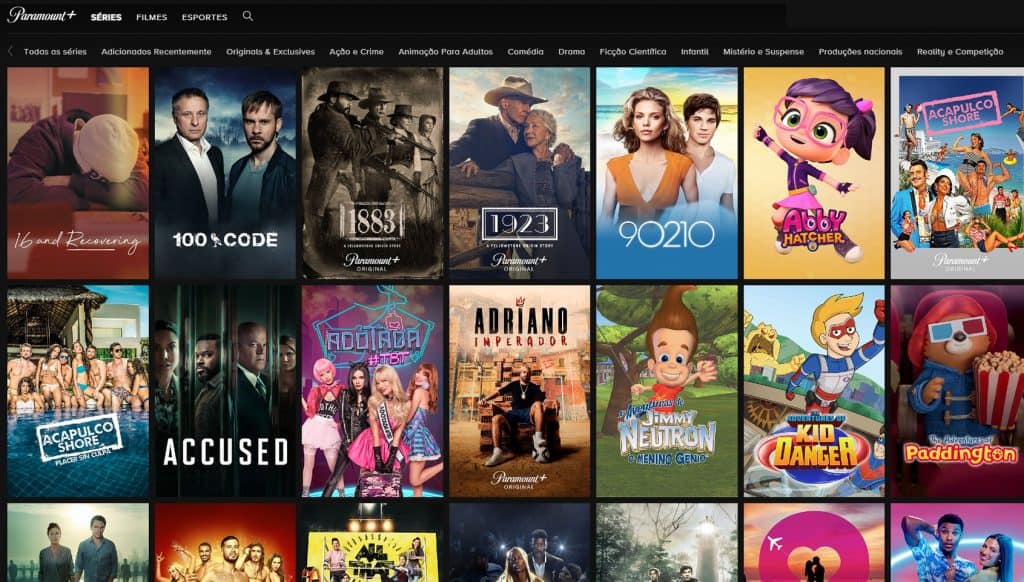 Paramount+ SÉRIES FILMES ESPORTES
Todas as séries Adicionados Recentemente Originals & Exclusives Ação e Crime Animação Para Adultos Comédia Drama Ficção Científica Infantil Mistério e Suspense Produções nacionais Reality e Competição
16 and Recovering
100 CODE
1883
A YELLOWSTONE ORIGIN STORY
Paramount+
ORIGINAL
1923
A YELLOWSTONE ORIGIN STORY
Paramount+
ORIGINAL
90210
ABBY
HATCHER
ACAPULCO
SHORE
Paramount+
ORIGINAL
ACAPULCO
SHORE
PLACER SIN CULPA
ACCUSED
ADOTADA
#TBT
ADRIANO
IMPERADOR
Paramount+
ORIGINAL
As Aventuras de
JIMMY
NEUTRON
O MENINO GÊNIO
THE ADVENTURES OF
KID
DANGER
The Adventures of
Paddington
ALL